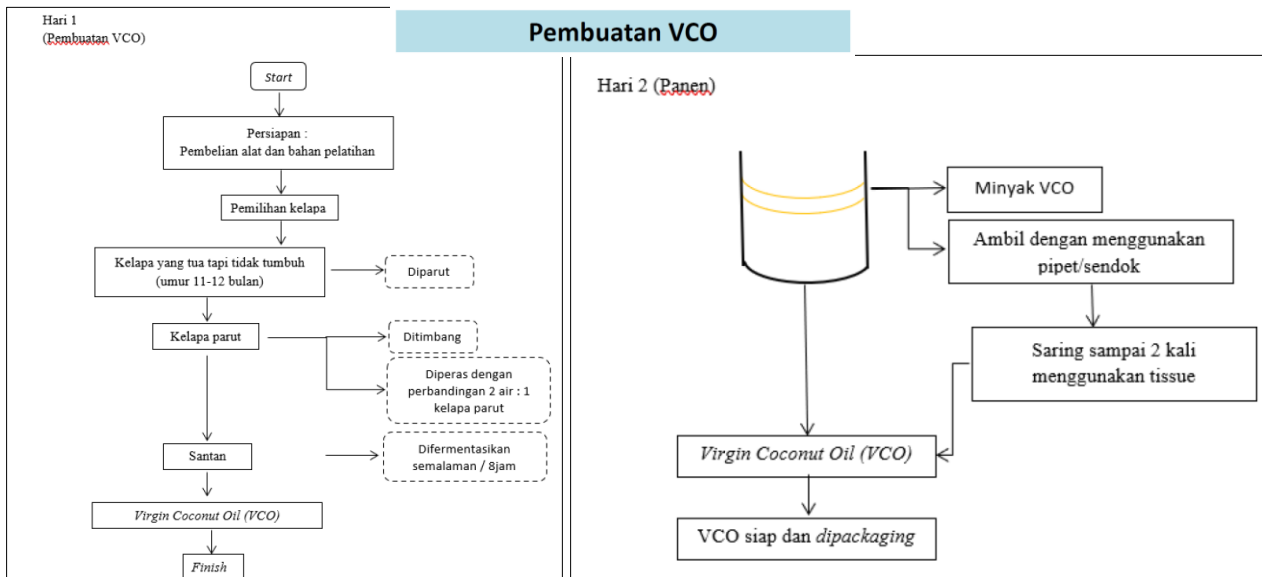 Hari 1
(Pembuatan VCO)
Pembuatan VCO
Start
Persiapan :
Pembelian alat dan bahan pelatihan
Pemilihan kelapa
Kelapa yang tua tapi tidak tumbuh
(umur 11-12 bulan)
Diparut
Kelapa parut
Ditimbang
Diperas dengan
perbandingan 2 air : 1
kelapa parut
Santan
Difermentasikan
semalaman / 8jam
Virgin Coconut Oil (VCO)
Finish
Hari 2 (Panen)
Minyak VCO
Ambil dengan menggunakan
pipet/sendok
Saring sampai 2 kali
menggunakan tissue
Virgin Coconut Oil (VCO)
VCO siap dan dipackaging